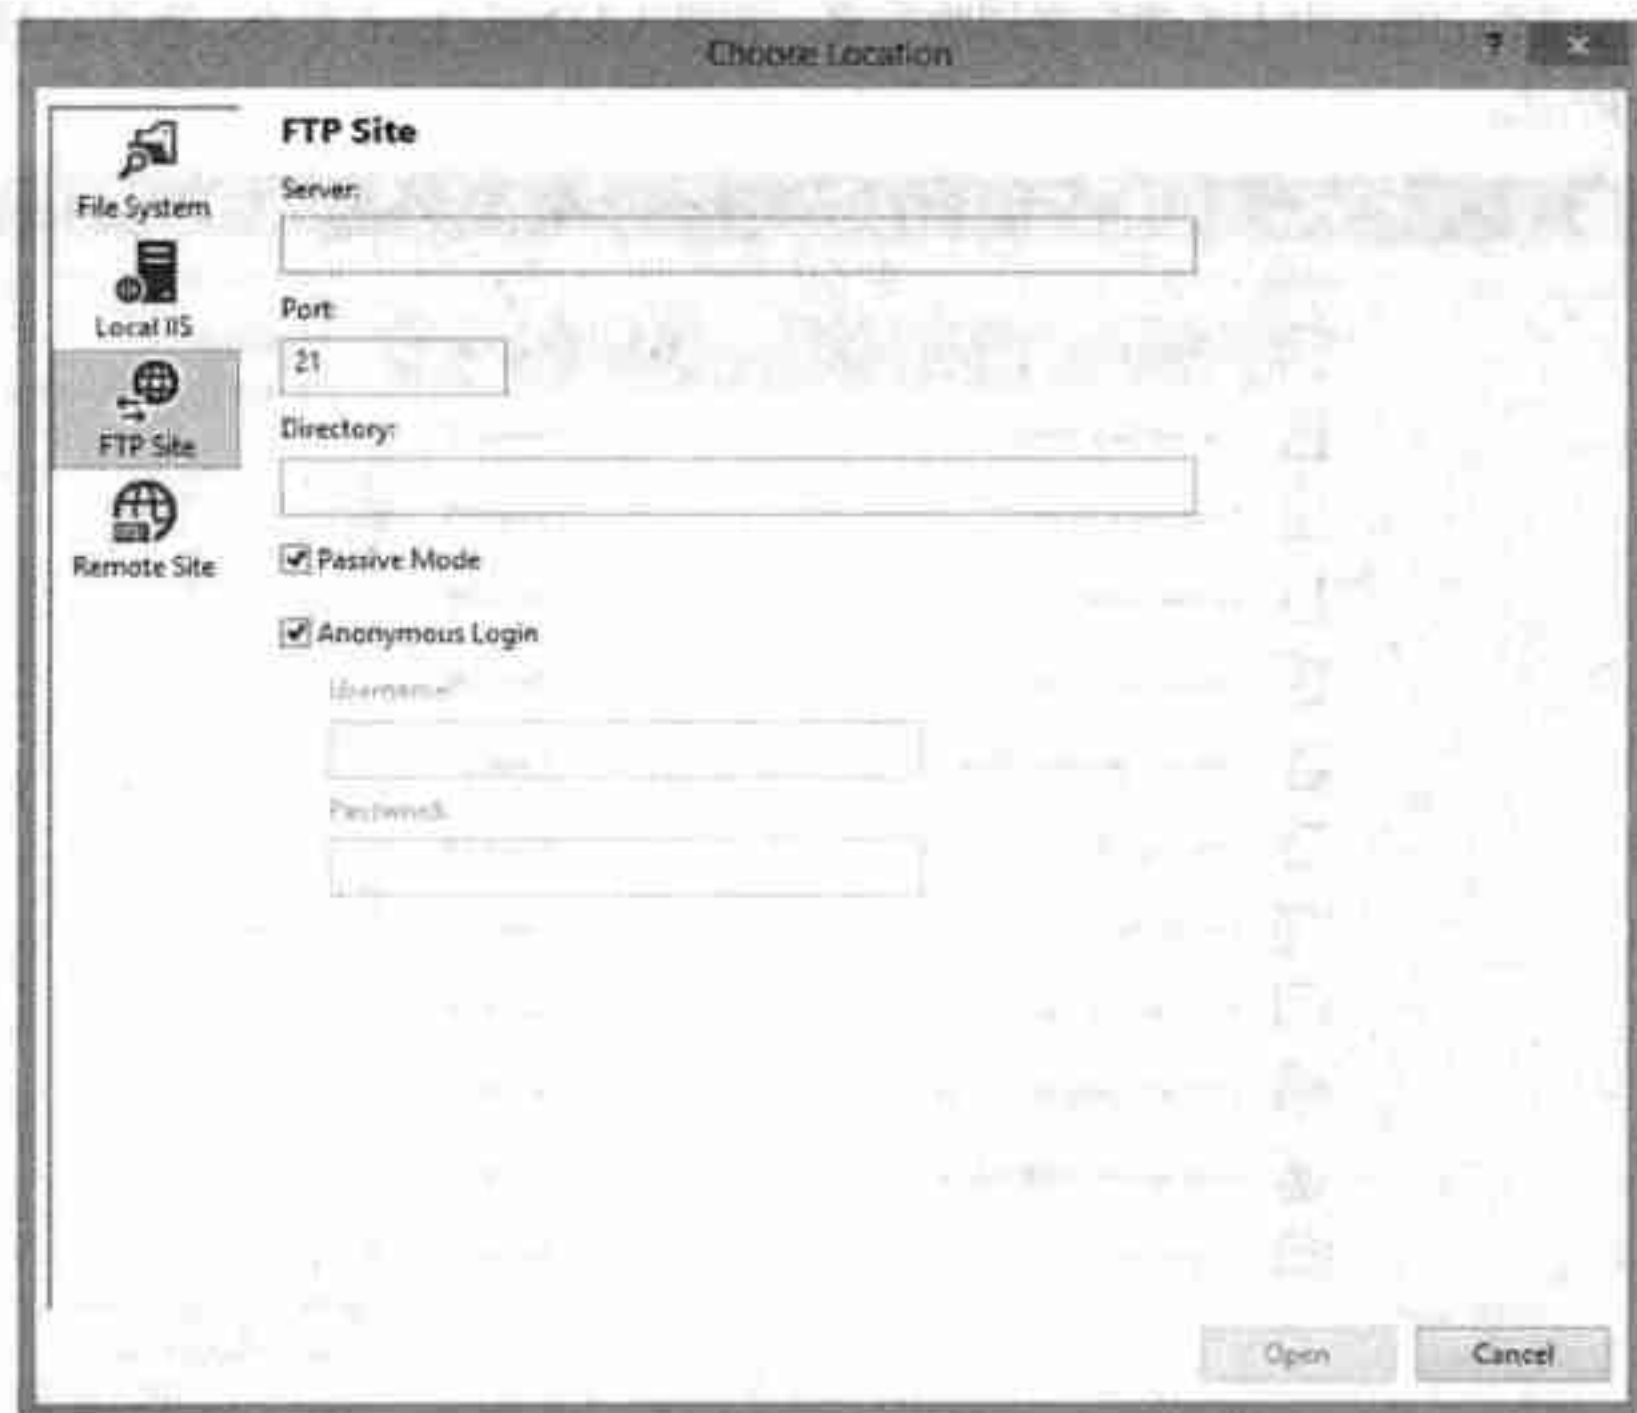 Choose Location
?
File System
Local IIS
FTP Site
Remote Site
FTP Site
Server:
Port:
21
Directory:
Passive Mode
Anonymous Login
Username:
Password:
Open
Cancel